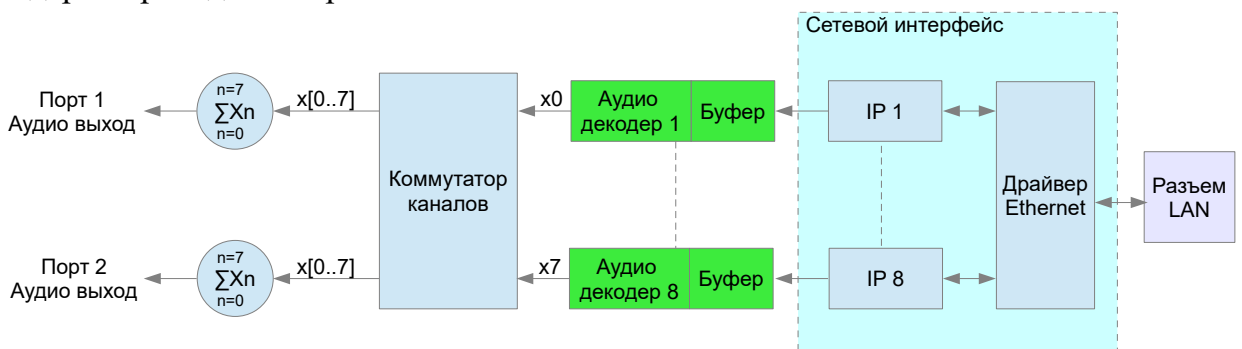 Сетевой интерфейс
Порт 1
Аудио выход
n=7
∑Xn
n=0
x[0..7]
Коммутатор
каналов
x0
Аудио
декодер 1
Буфер
IP 1
Драйвер
Ethernet
Разъем
LAN
Порт 2
Аудио выход
n=7
∑Xn
n=0
x[0..7]
x7
Аудио
декодер 8
Буфер
IP 8